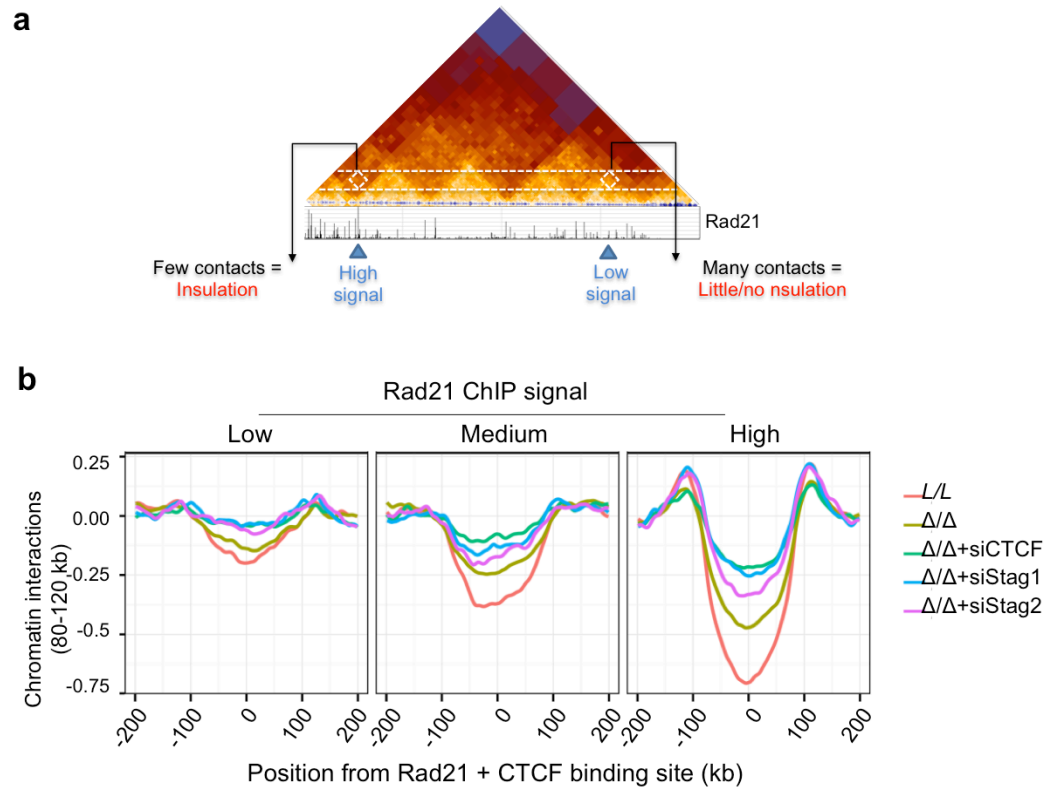 a
Rad21
Few contacts =
Insulation
High
signal
Low
signal
Many contacts =
Little/no nsulation
b
Rad21 ChIP signal
Low
Medium
High
Chromatin interactions
(80-120 kb)
0.25
0.00
-0.25
-0.5
-0.75
-200
-100
0
100
200
-200
-100
0
100
200
-200
-100
0
100
200
Position from Rad21 + CTCF binding site (kb)
L/L
Δ/Δ
Δ/Δ+siCTCF
Δ/Δ+siStag1
Δ/Δ+siStag2